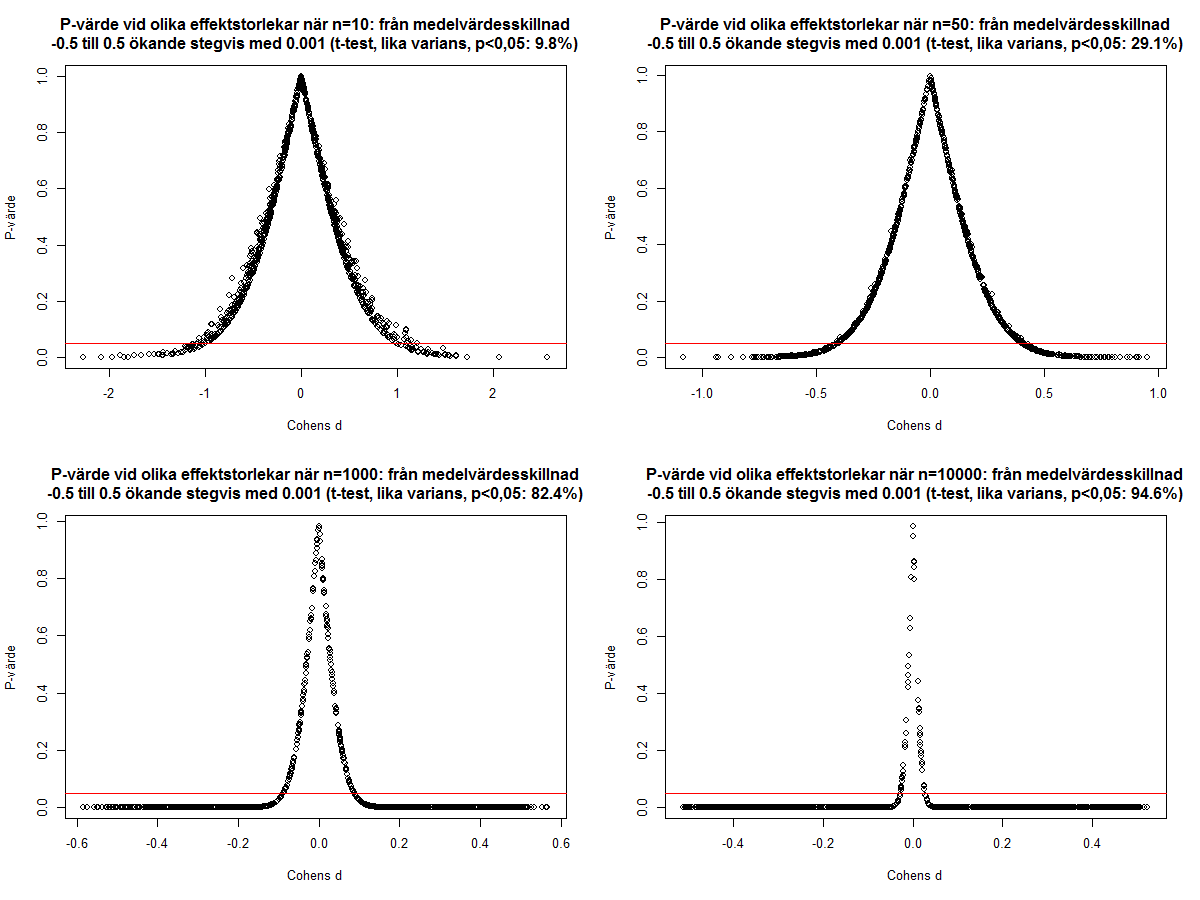 P-värde vid olika effektstorlekar när n=10: från medelvärdesskillnad
-0.5 till 0.5 ökande stegvis med 0.001 (t-test, lika varians, p<0,05: 9.8%)
P-värde
1.0
0.8
0.6
0.4
0.2
0.0
-2 -1 0 1 2
Cohens d
P-värde vid olika effektstorlekar när n=50: från medelvärdesskillnad
-0.5 till 0.5 ökande stegvis med 0.001 (t-test, lika varians, p<0,05: 29.1%)
P-värde
1.0
0.8
0.6
0.4
0.2
0.0
-1.0 -0.5 0.0 0.5 1.0
Cohens d
P-värde vid olika effektstorlekar när n=1000: från medelvärdesskillnad
-0.5 till 0.5 ökande stegvis med 0.001 (t-test, lika varians, p<0,05: 82.4%)
P-värde
1.0
0.8
0.6
0.4
0.2
0.0
-0.6 -0.4 -0.2 0.0 0.2 0.4 0.6
Cohens d
P-värde vid olika effektstorlekar när n=10000: från medelvärdesskillnad
-0.5 till 0.5 ökande stegvis med 0.001 (t-test, lika varians, p<0,05: 94.6%)
P-värde
1.0
0.8
0.6
0.4
0.2
0.0
-0.4 -0.2 0.0 0.2 0.4
Cohens d